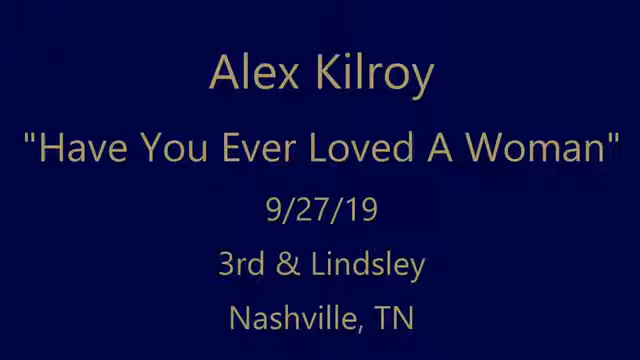 Alex Kilroy
"Have You Ever Loved A Woman"
9/27/19
3rd & Lindsley
Nashville, TN